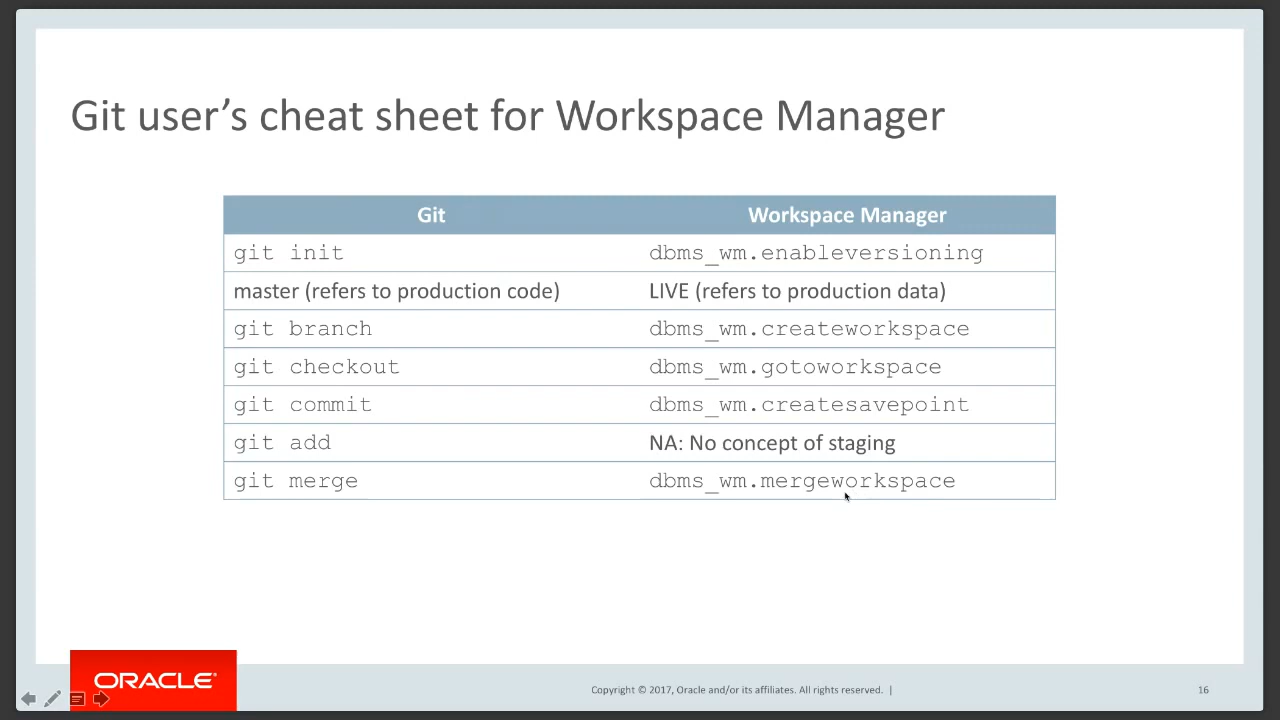 Git user's cheat sheet for Workspace Manager
Git Workspace Manager
git init dbms_wm.enableversioning
master (refers to production code) LIVE (refers to production data)
git branch dbms_wm.createworkspace
git checkout dbms_wm.gotoworkspace
git commit dbms_wm.createsavepoint
git add NA: No concept of staging
git merge dbms_wm.mergeworkspace
ORACLE®
Copyright © 2017, Oracle and/or its affiliates. All rights reserved. | 16